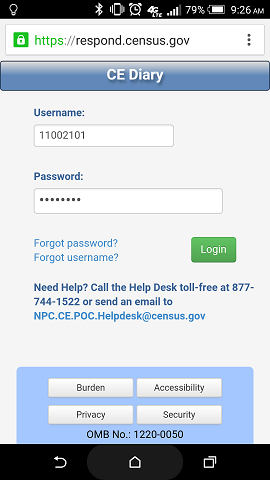 79% 9:26 AM
https://respond.census.gov
CE Diary
Username:
11002101
Password:
••••••••
Forgot password?
Login
Forgot username?
Need Help? Call the Help Desk toll-free at 877-
744-1522 or send an email to
NPC.CE.POC.Helpdesk@census.gov
Burden Accessibility
Privacy Security
OMB No.: 1220-0050